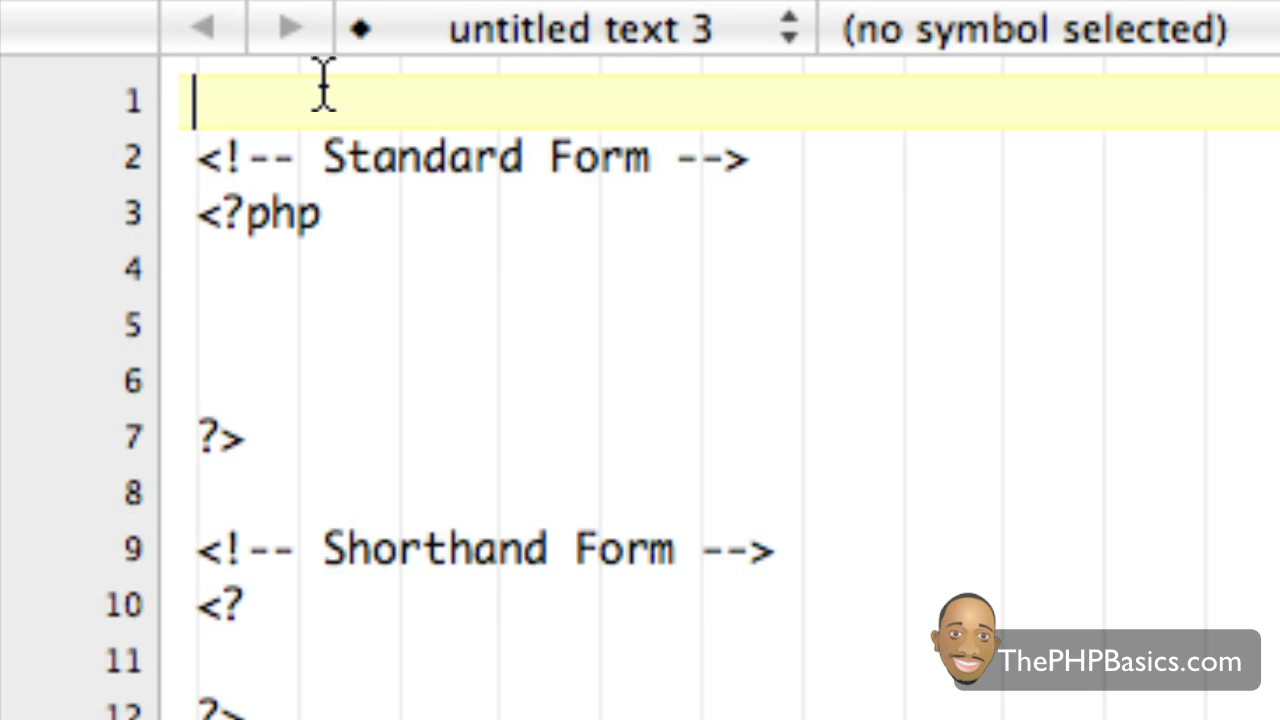 untitled text 3 (no symbol selected)
1
2 <!-- Standard Form -->
3 <?php
4
5
6
7 ?>
8
9 <!-- Shorthand Form -->
10 <?
11
12 ?>
ThePHPBasics.com